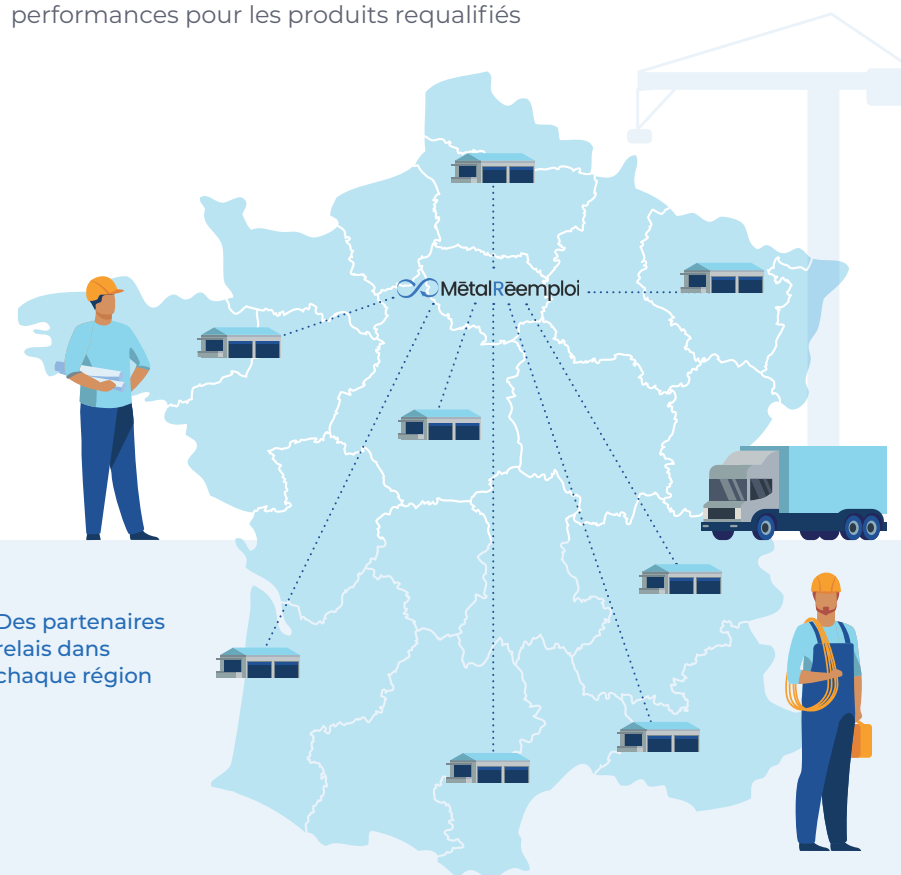 performances pour les produits requalifiés
MētalRēemploi
Des partenaires
relais dans
chaque région